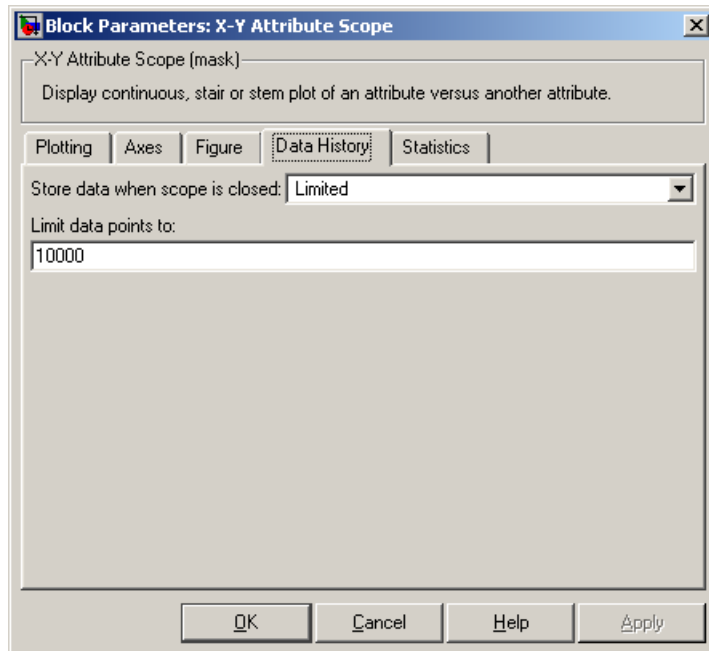 Block Parameters: X-Y Attribute Scope
X-Y Attribute Scope (mask)
Display continuous, stair or stem plot of an attribute versus another attribute.
Plotting Axes Figure Data History Statistics
Store data when scope is closed: Limited
Limit data points to:
10000
OK Cancel Help Apply